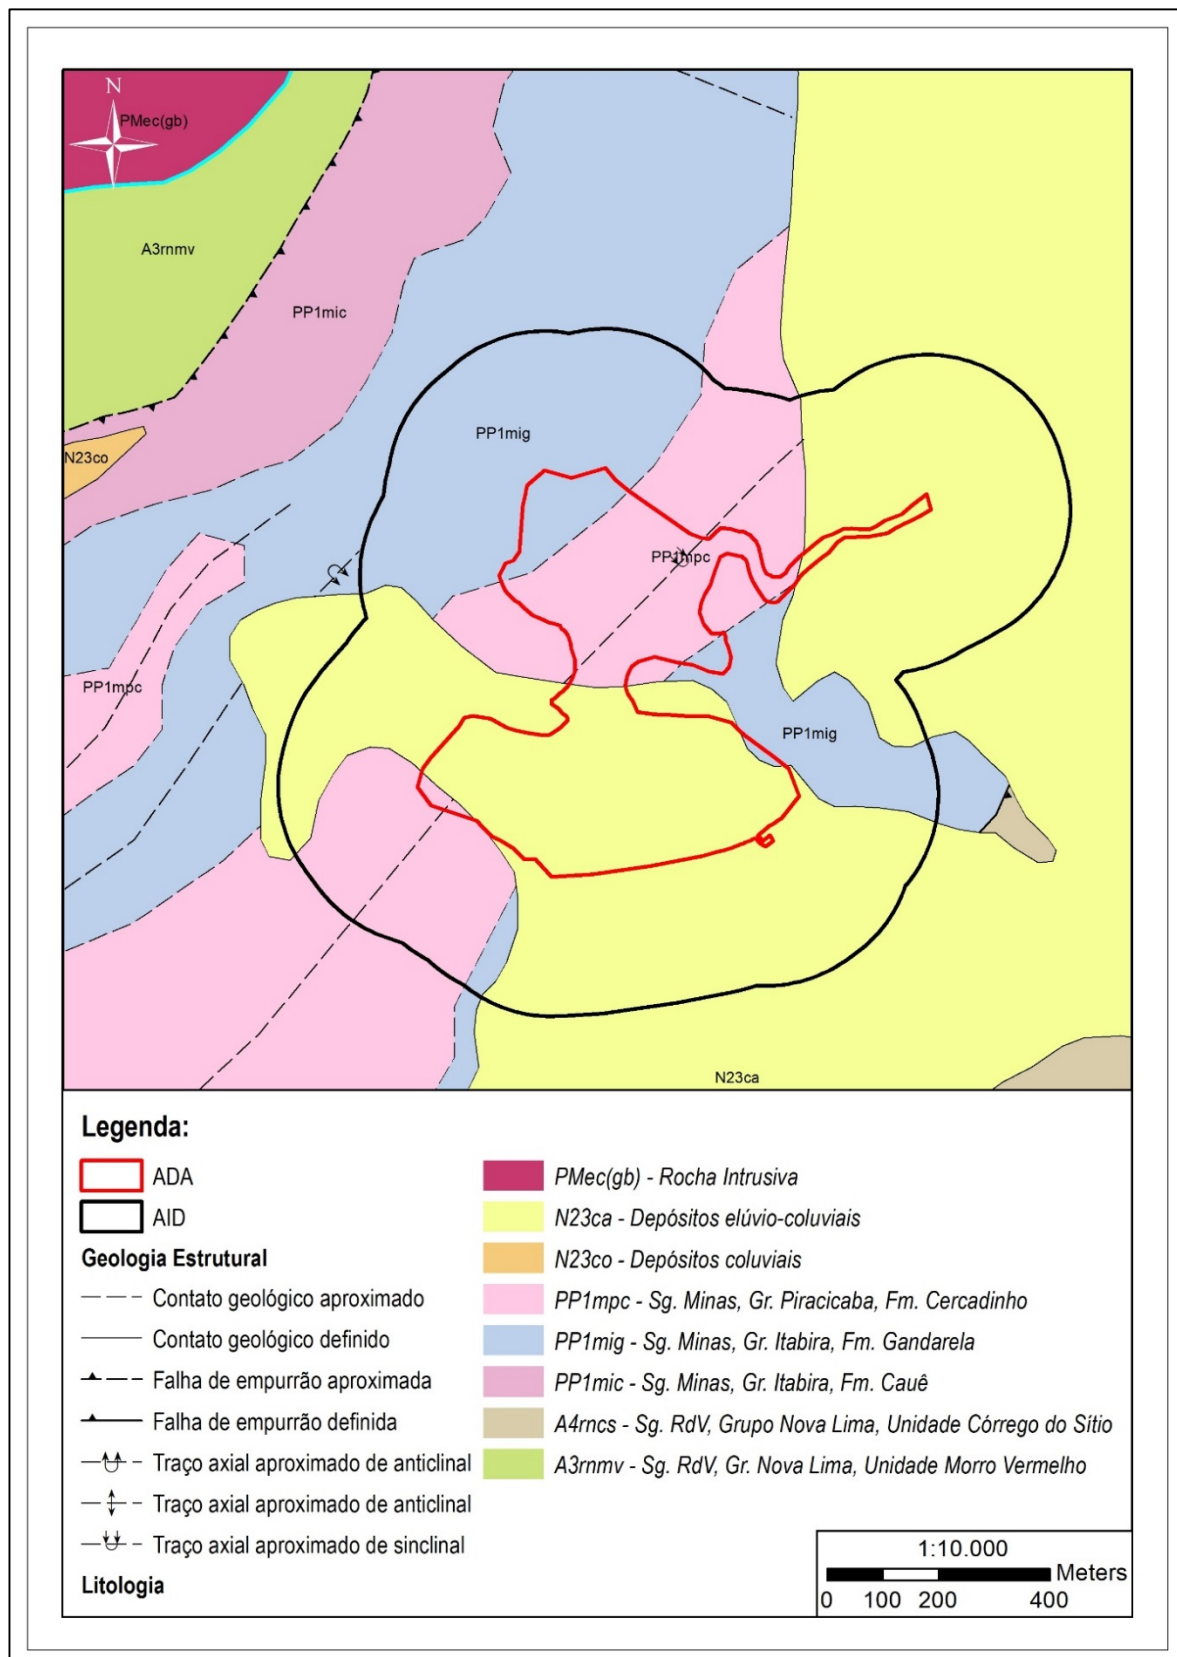 N
PMec(gb)
A3rnmv
PP1mic
PP1mig
N23co
PP1mpc
PP1mpc
PP1mig
N23ca
Legenda:
ADA
AID
Geologia Estrutural
Contato geológico aproximado
Contato geológico definido
Falha de empurrão aproximada
Falha de empurrão definida
Traço axial aproximado de anticlinal
Traço axial aproximado de anticlinal
Traço axial aproximado de sinclinal
Litologia
PMec(gb) - Rocha Intrusiva
N23ca - Depósitos elúvio-coluviais
N23co - Depósitos coluviais
PP1mpc - Sg. Minas, Gr. Piracicaba, Fm. Cercadinho
PP1mig - Sg. Minas, Gr. Itabira, Fm. Gandarela
PP1mic - Sg. Minas, Gr. Itabira, Fm. Cauê
A4rncs - Sg. RdV, Grupo Nova Lima, Unidade Córrego do Sítio
A3rnmv - Sg. RdV, Gr. Nova Lima, Unidade Morro Vermelho
1:10.000
Meters
0 100 200 400